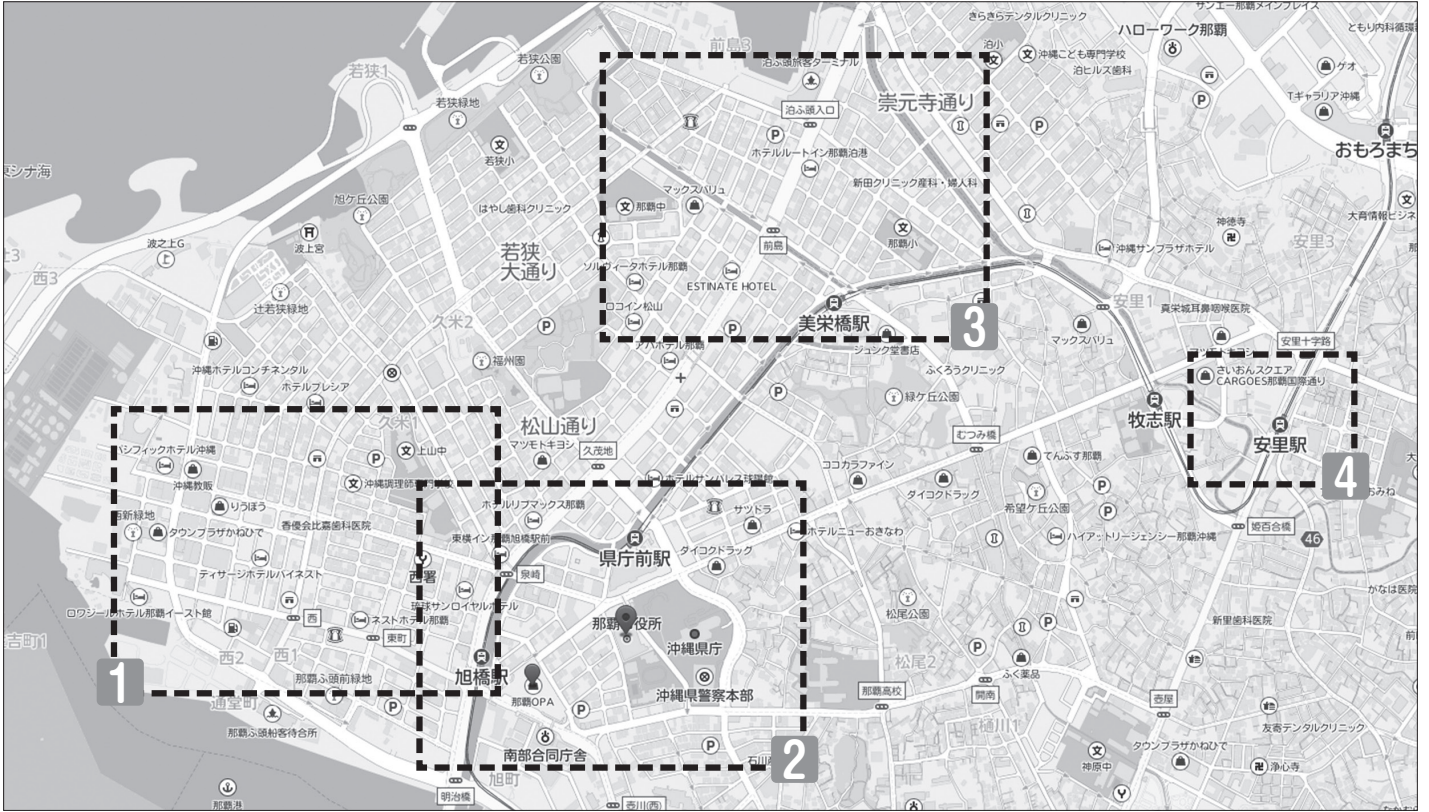 サンエー那覇メインプレイス
きらきらデンタルクリニック
ハローワーク那覇
ともり内科循環
前島3
泊小
沖縄こども専門学校
泊ヒルズ歯科
若狭公園
泊ふ頭旅客ターミナル
若狭1
ゲオ
Tギャラリア沖縄
若狭緑地
崇元寺通り
泊ふ頭入口
P
P
P
おもろまち
若狭小
ホテルルートイン那覇泊港
東シナ海
新田クリニック産科・婦人科
マックスバリュ
旭ケ丘公園
はやし歯科クリニック
那覇中
大育情報ビジネ
神徳寺
波之上G
波上宮
若狭
大通り
前島
那覇小
沖縄サンプラザホテル
安里3
西3
ソルヴィータホテル那覇
ESTINATE HOTEL
辻若狭緑地
ロコイン松山
安里1
真栄城耳鼻咽喉医院
久米2
P
P
美栄橋駅
3
マックスバリュ
安里十字路
アパホテル那覇
ジュンク堂書店
福州園
沖縄ホテルコンチネンタル
ふくろうクリニック
さいおんスクエア
CARGOES那覇国際通り
ホテルブレシア
P
緑ケ丘公園
牧志駅
久米1
松山通り
マツモトキヨシ
久茂地
むつみ橋
安里駅
パシフィックホテル沖縄
P
上山中
ココカラファイン
てんぶす那覇
沖縄教販
ホテルサンパレス球陽館
4
ダイコクドラッグ
希望ケ丘公園
P
りうぼう
ホテルリブマックス那覇
サツドラ
P
西新緑地
タウンプラザかねひで
香優会比嘉歯科医院
東横イン那覇旭橋駅前
ホテルニューおきなわ
姫百合橋
県庁前駅
ダイコクドラッグ
ハイアットリージェンシー那覇沖縄
46
西署
泉崎
ティサージホテルバイネスト
がなは医院
ロワジールホテル那覇イースト館
琉球サンロイヤルホテル
松尾公園
西
ネストホテル那覇
那覇市役所
新里歯科医院
東町
沖縄県庁
P
P
西2
西1
旭橋駅
松尾2
ふく薬品
1
那覇ふ頭前緑地
沖縄県警察本部
那覇高校
開南
壺屋
通堂町
P
那覇OPA
P
樋川1
友寄デンタルクリニック
那覇ふ頭船客待合所
南部合同庁舎
P
2
タウンプラザかねひで
神原中
浄心寺
旭町
明治橋
那覇港
壺川(西)